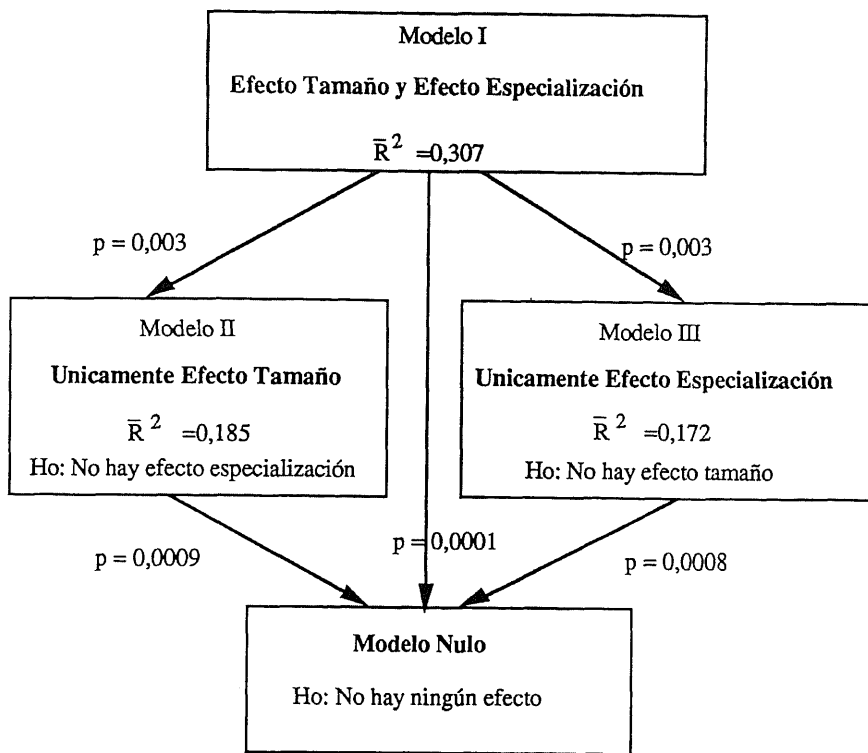 Modelo I
Efecto Tamaño y Efecto Especialización
R̄ ² =0,307
p = 0,003
p = 0,003
Modelo II
Unicamente Efecto Tamaño
R̄ ² =0,185
Ho: No hay efecto especialización
Modelo III
Unicamente Efecto Especialización
R̄ ² =0,172
Ho: No hay efecto tamaño
p = 0,0009
p = 0,0001
p = 0,0008
Modelo Nulo
Ho: No hay ningún efecto